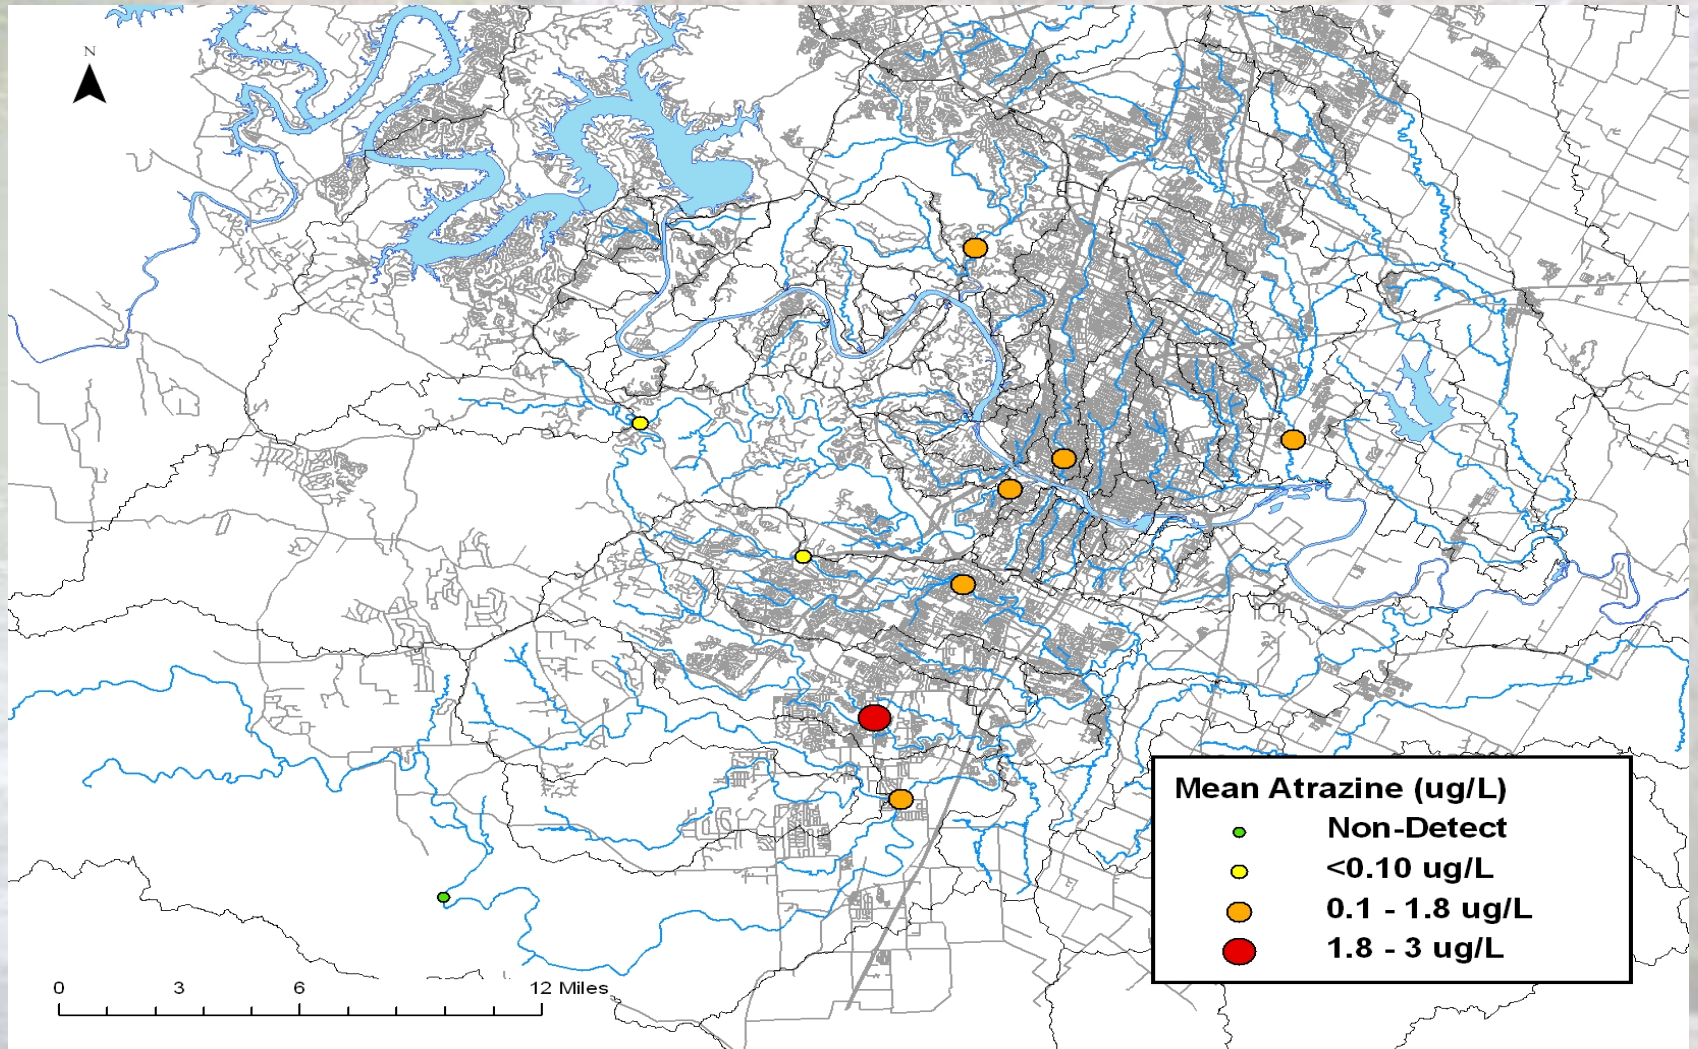 N
Mean Atrazine (ug/L)
Non-Detect
<0.10 ug/L
0.1 - 1.8 ug/L
1.8 - 3 ug/L
0 3 6 12 Miles